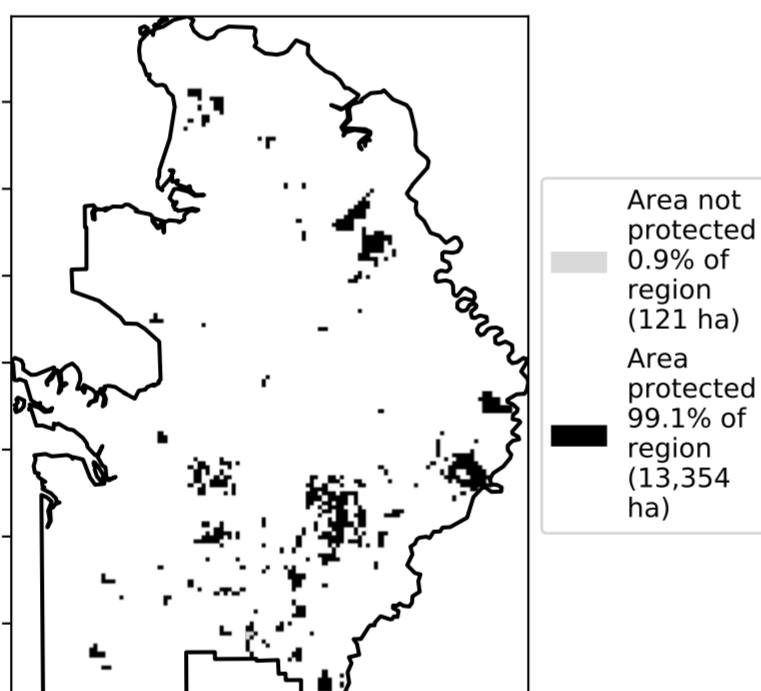 Area not
protected
0.9% of
region
(121 ha)
Area
protected
99.1% of
region
(13,354
ha)